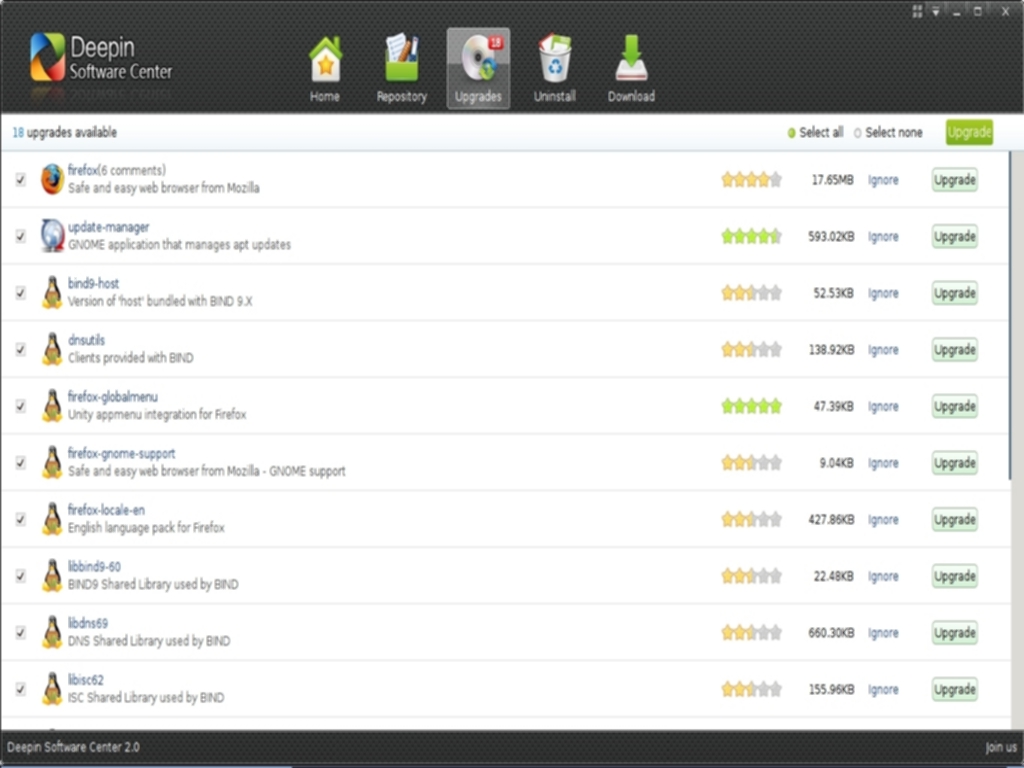 Deepin
Software Center
18
Home
Repository
Upgrades
Uninstall
Download
18 upgrades available
Select all
Select none
Upgrade
firefox(6 comments)
Safe and easy web browser from Mozilla
17.65MB
Ignore
Upgrade
update-manager
GNOME application that manages apt updates
593.02KB
Ignore
Upgrade
bind9-host
Version of 'host' bundled with BIND 9.X
52.53KB
Ignore
Upgrade
dnsutils
Clients provided with BIND
138.92KB
Ignore
Upgrade
firefox-globalmenu
Unity appmenu integration for Firefox
47.39KB
Ignore
Upgrade
firefox-gnome-support
Safe and easy web browser from Mozilla - GNOME support
9.04KB
Ignore
Upgrade
firefox-locale-en
English language pack for Firefox
427.86KB
Ignore
Upgrade
libbind9-60
BIND9 Shared Library used by BIND
22.48KB
Ignore
Upgrade
libdns69
DNS Shared Library used by BIND
660.30KB
Ignore
Upgrade
libisc62
ISC Shared Library used by BIND
155.96KB
Ignore
Upgrade
Deepin Software Center 2.0
Join us